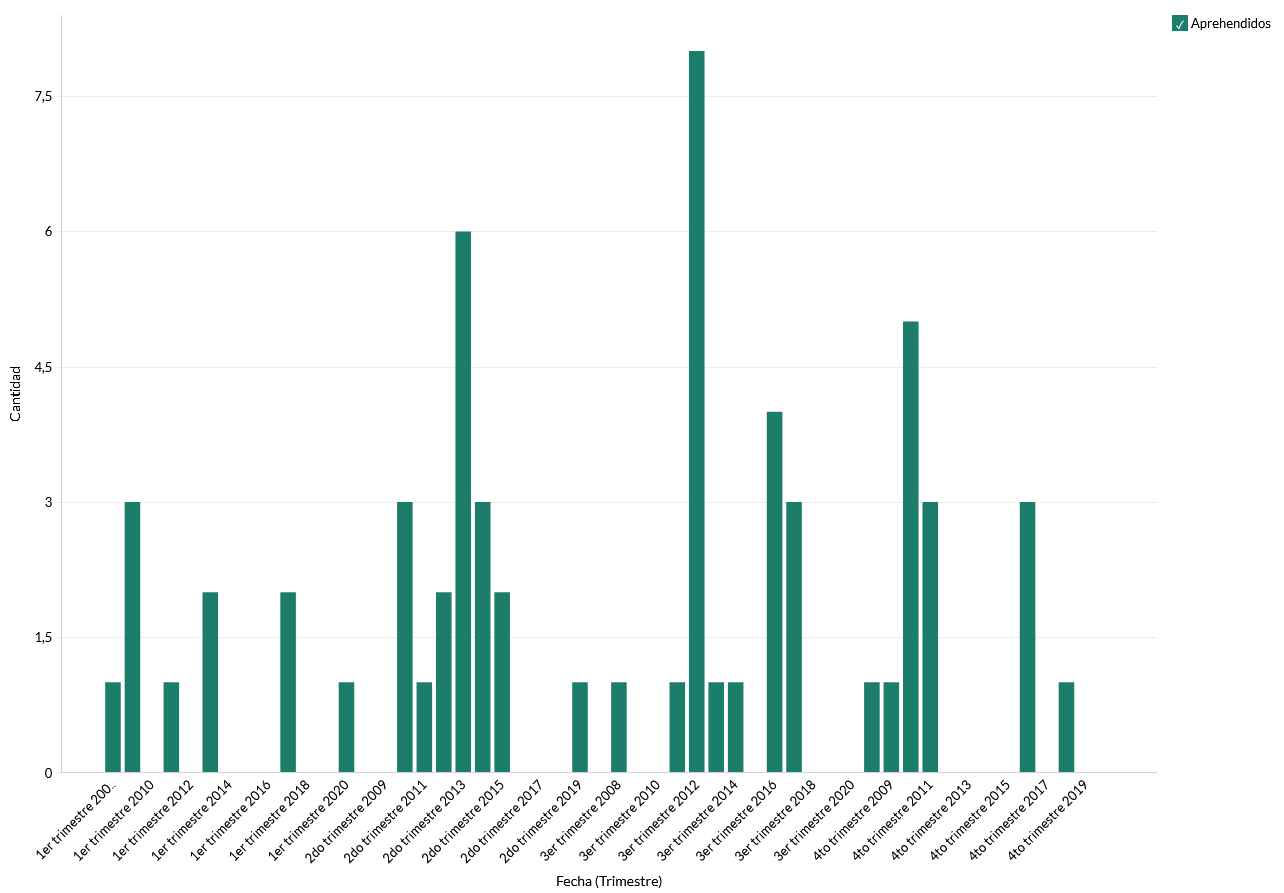 Aprehendidos
7,5
6
4,5
3
1,5
0
Cantidad
1er trimestre 200..
1er trimestre 2010
1er trimestre 2012
1er trimestre 2014
1er trimestre 2016
1er trimestre 2018
1er trimestre 2020
2do trimestre 2009
2do trimestre 2011
2do trimestre 2013
2do trimestre 2015
2do trimestre 2017
2do trimestre 2019
3er trimestre 2008
3er trimestre 2010
3er trimestre 2012
3er trimestre 2014
3er trimestre 2016
3er trimestre 2018
3er trimestre 2020
4to trimestre 2009
4to trimestre 2011
4to trimestre 2013
4to trimestre 2015
4to trimestre 2017
4to trimestre 2019
Fecha (Trimestre)